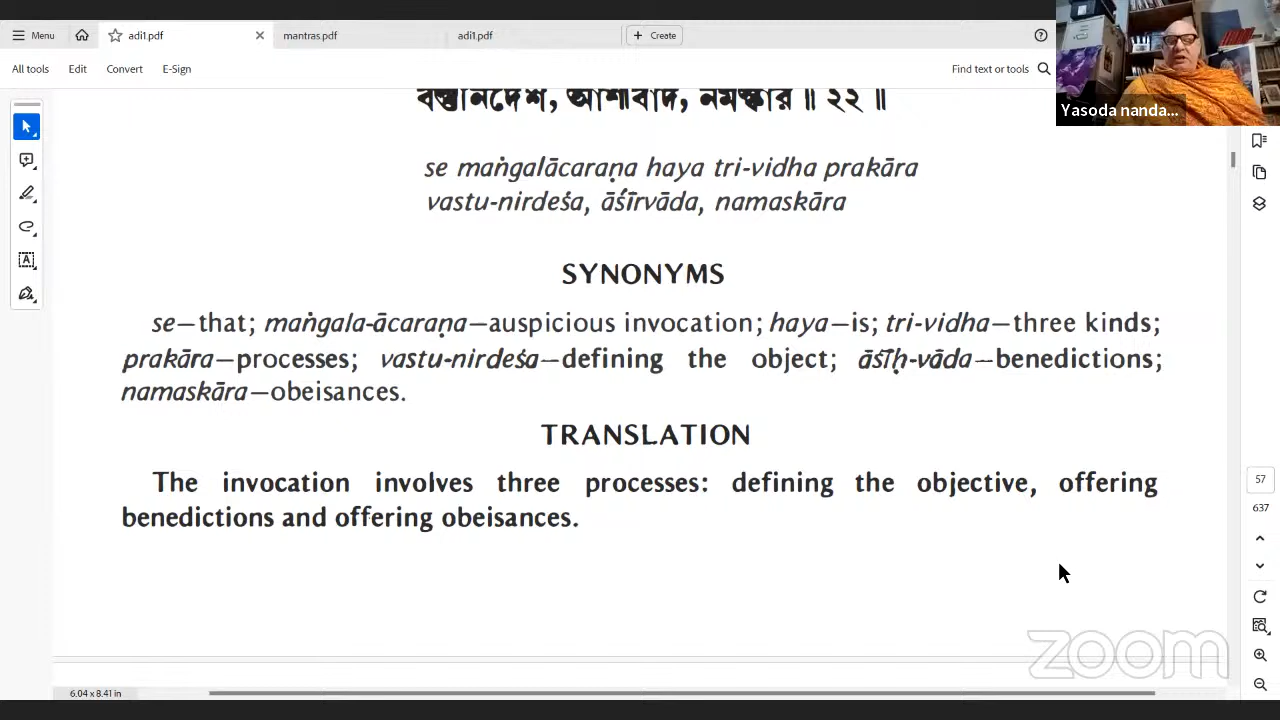 Menu
adi1.pdf
mantras.pdf
adi1.pdf
Create
All tools
Edit
Convert
E-Sign
Find text or tools
Yasoda nanda...
বস্তুনির্দেশ, আশীর্বাদ, নমস্কার ॥ ২২ ॥
se maṅgalācaraṇa haya tri-vidha prakāra
vastu-nirdeśa, āśīrvāda, namaskāra
SYNONYMS
se—that; maṅgala-ācaraṇa—auspicious invocation; haya—is; tri-vidha—three kinds;
prakāra—processes; vastu-nirdeśa—defining the object; āśīḥ-vāda—benedictions;
namaskāra—obeisances.
TRANSLATION
The invocation involves three processes: defining the objective, offering
benedictions and offering obeisances.
57
637
zoom
6.04 x 8.41 in